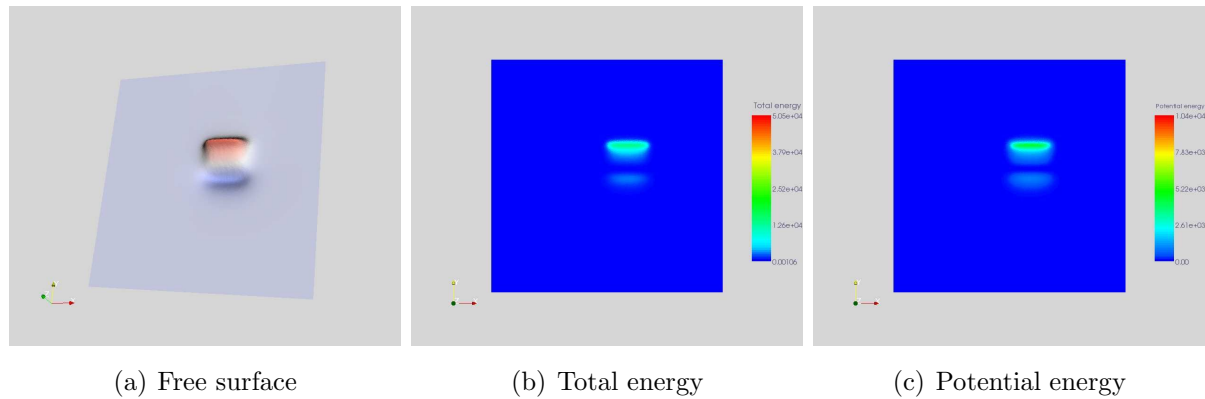 Total energy
5.05e+04
3.79e+04
2.52e+04
1.26e+04
0.00106
Potential energy
1.04e+04
7.83e+03
5.22e+03
2.61e+03
0.00
(a) Free surface
(b) Total energy
(c) Potential energy